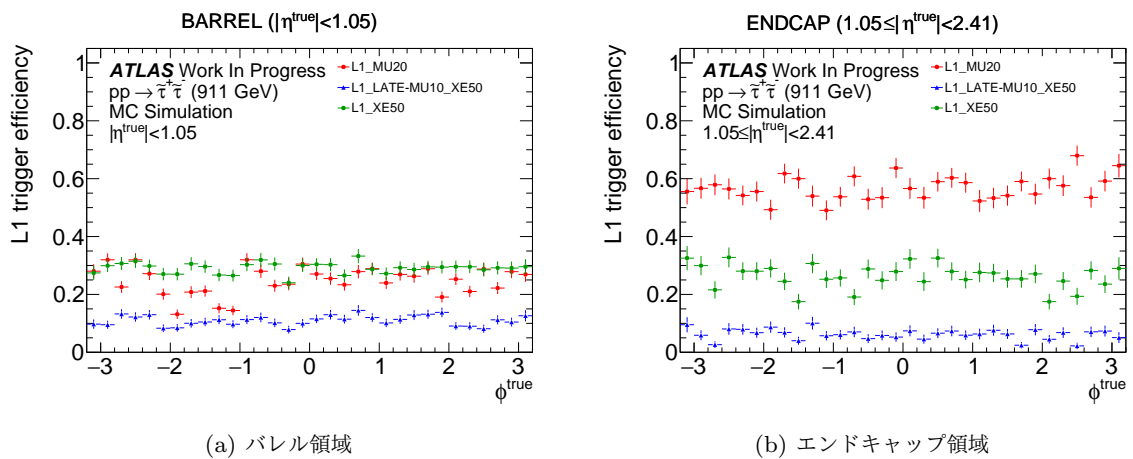 BARREL (|η^true|<1.05)
ATLAS Work In Progress
pp → τ̃⁺τ̃⁻ (911 GeV)
MC Simulation
|η^true|<1.05
L1_MU20
L1_LATE-MU10_XE50
L1_XE50
L1 trigger efficiency
1
0.8
0.6
0.4
0.2
0
−3 −2 −1 0 1 2 3
ϕ^true
(a) バレル領域
ENDCAP (1.05≤|η^true|<2.41)
ATLAS Work In Progress
pp → τ̃⁺τ̃⁻ (911 GeV)
MC Simulation
1.05≤|η^true|<2.41
L1_MU20
L1_LATE-MU10_XE50
L1_XE50
L1 trigger efficiency
1
0.8
0.6
0.4
0.2
0
−3 −2 −1 0 1 2 3
ϕ^true
(b) エンドキャップ領域